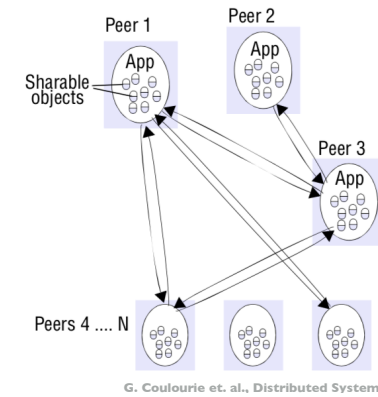 Peer 1
Peer 2
App
App
Sharable
objects
Peer 3
App
Peers 4 .... N
G. Coulourie et. al., Distributed System